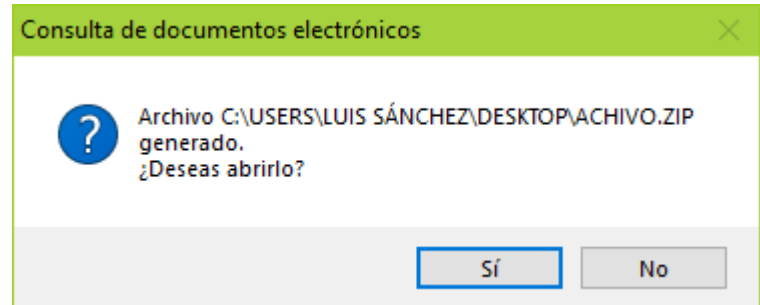 Consulta de documentos electrónicos
Archivo C:\USERS\LUIS SÁNCHEZ\DESKTOP\ACHIVO.ZIP
generado.
¿Deseas abrirlo?
Sí
No